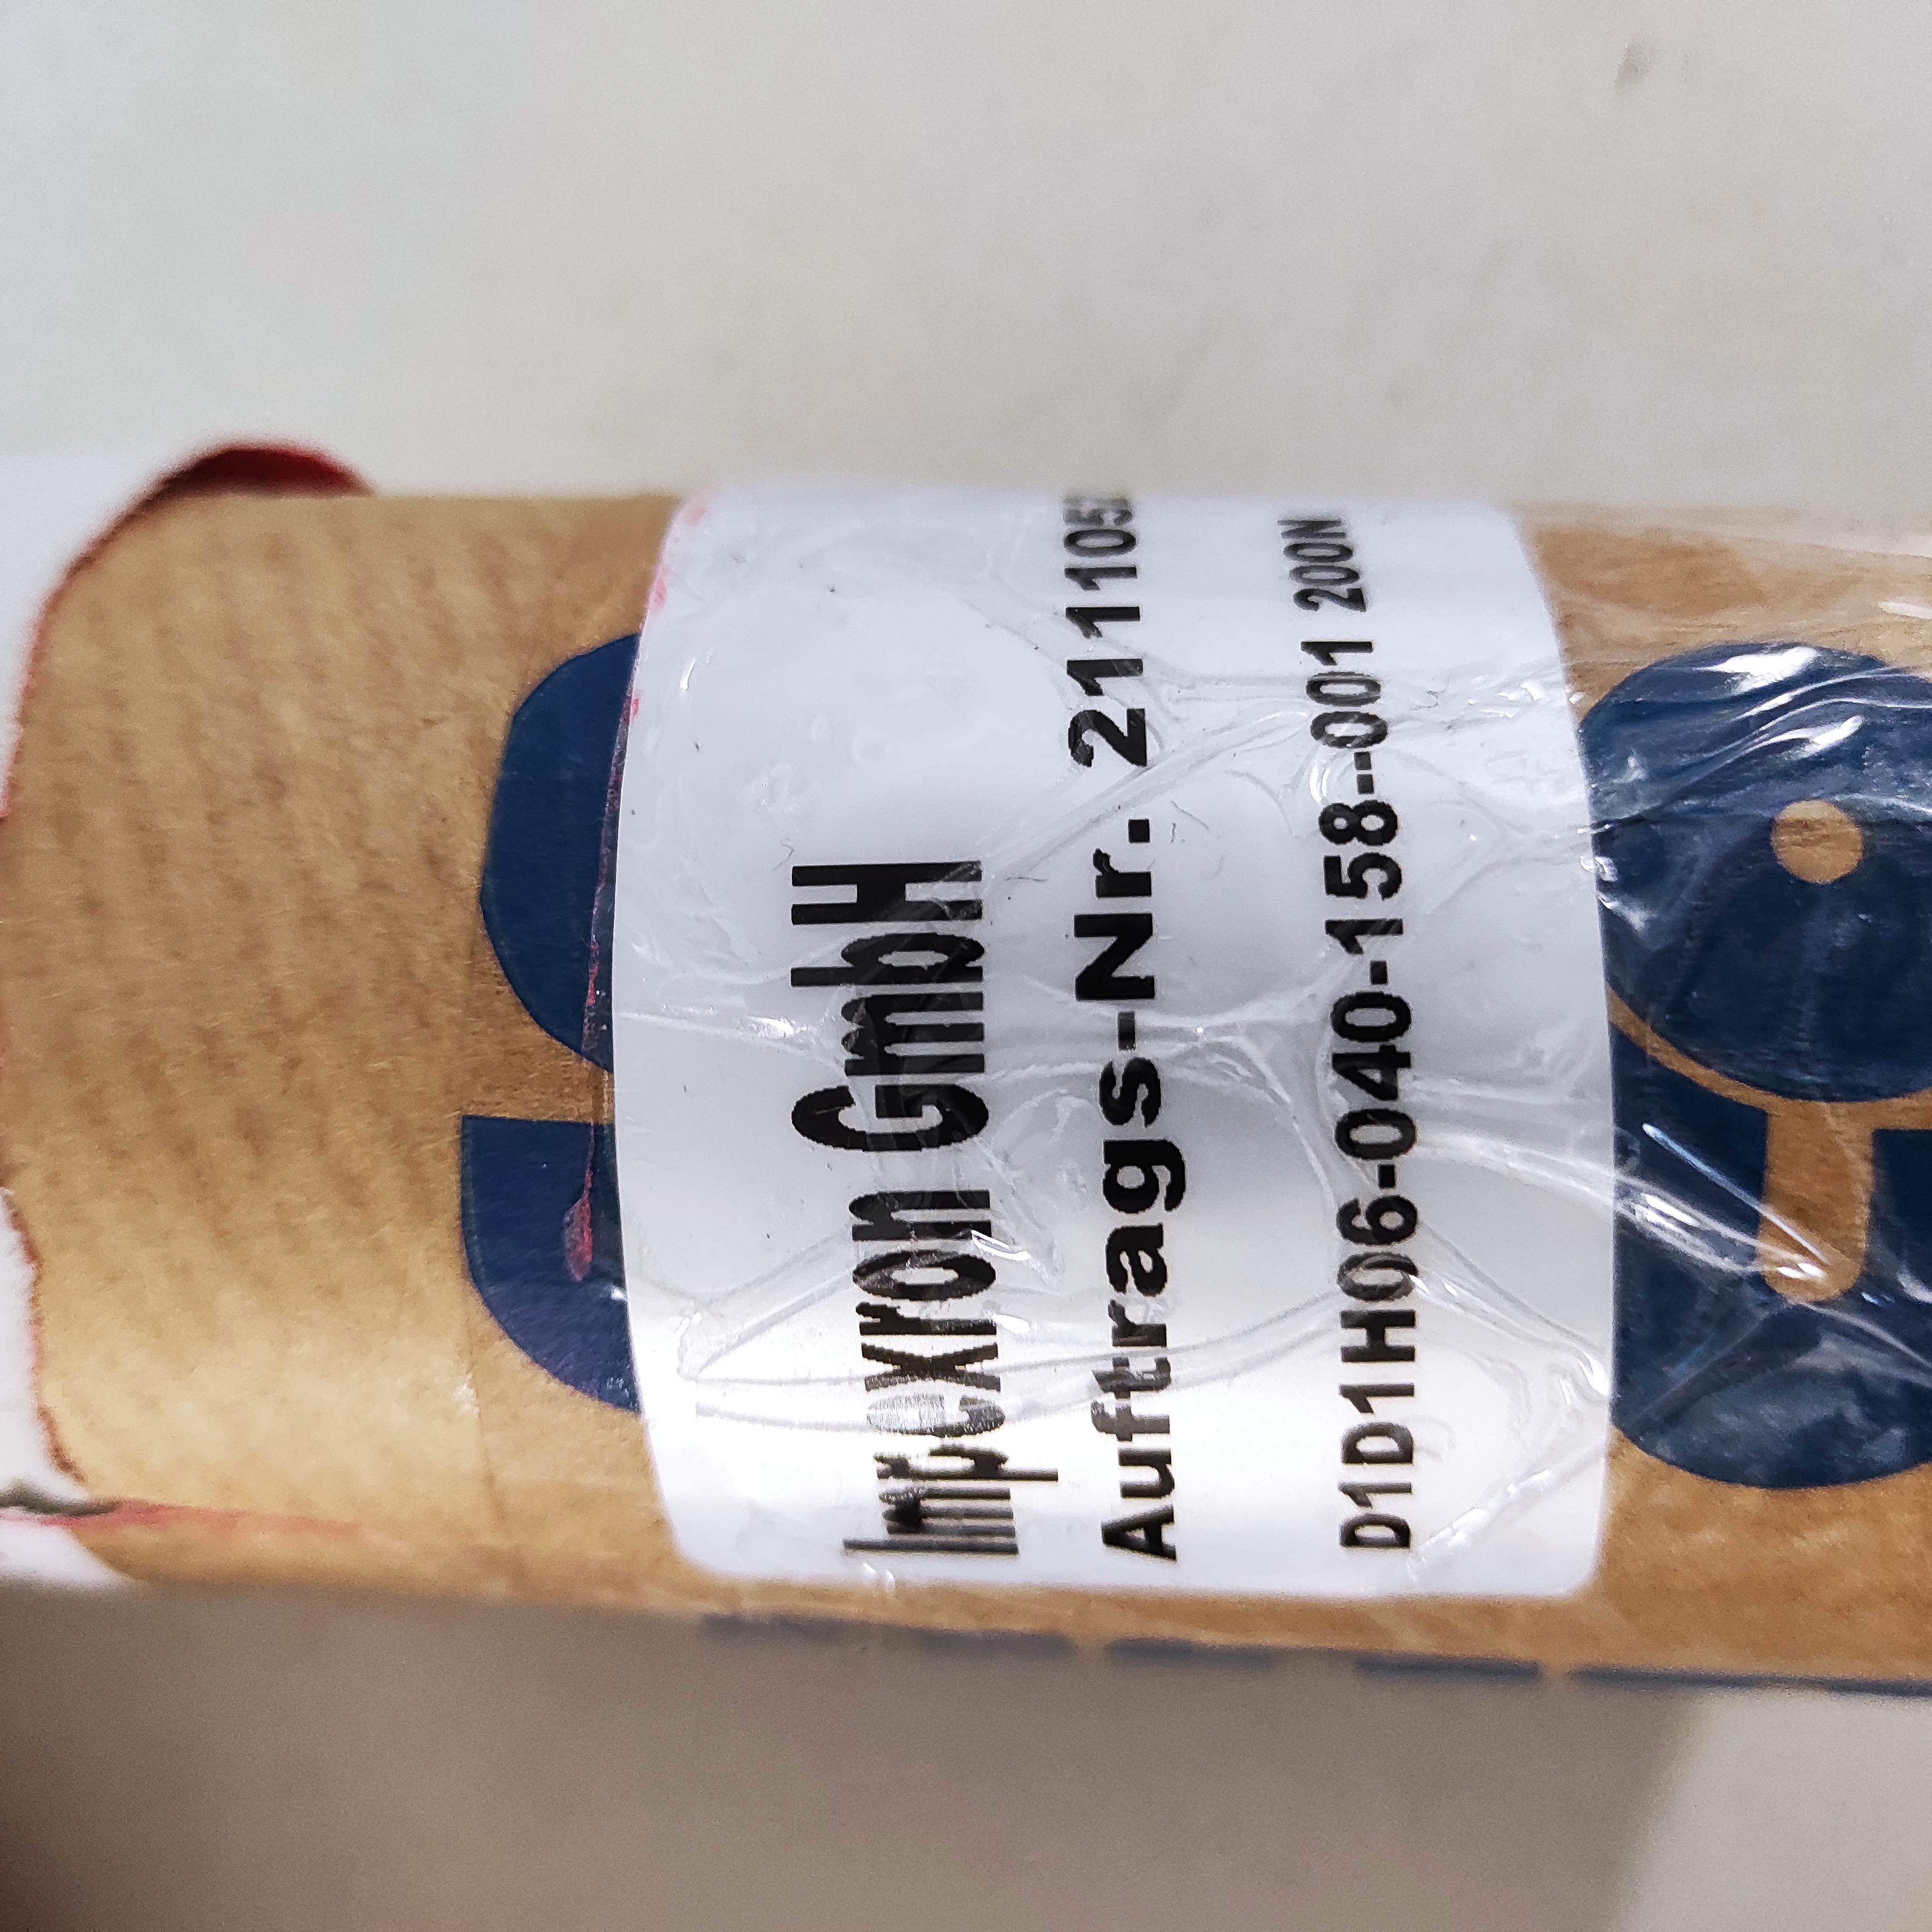 Impexron GmbH
Auftrags-Nr. 2111105
D1D1H06-040-158--001 200N